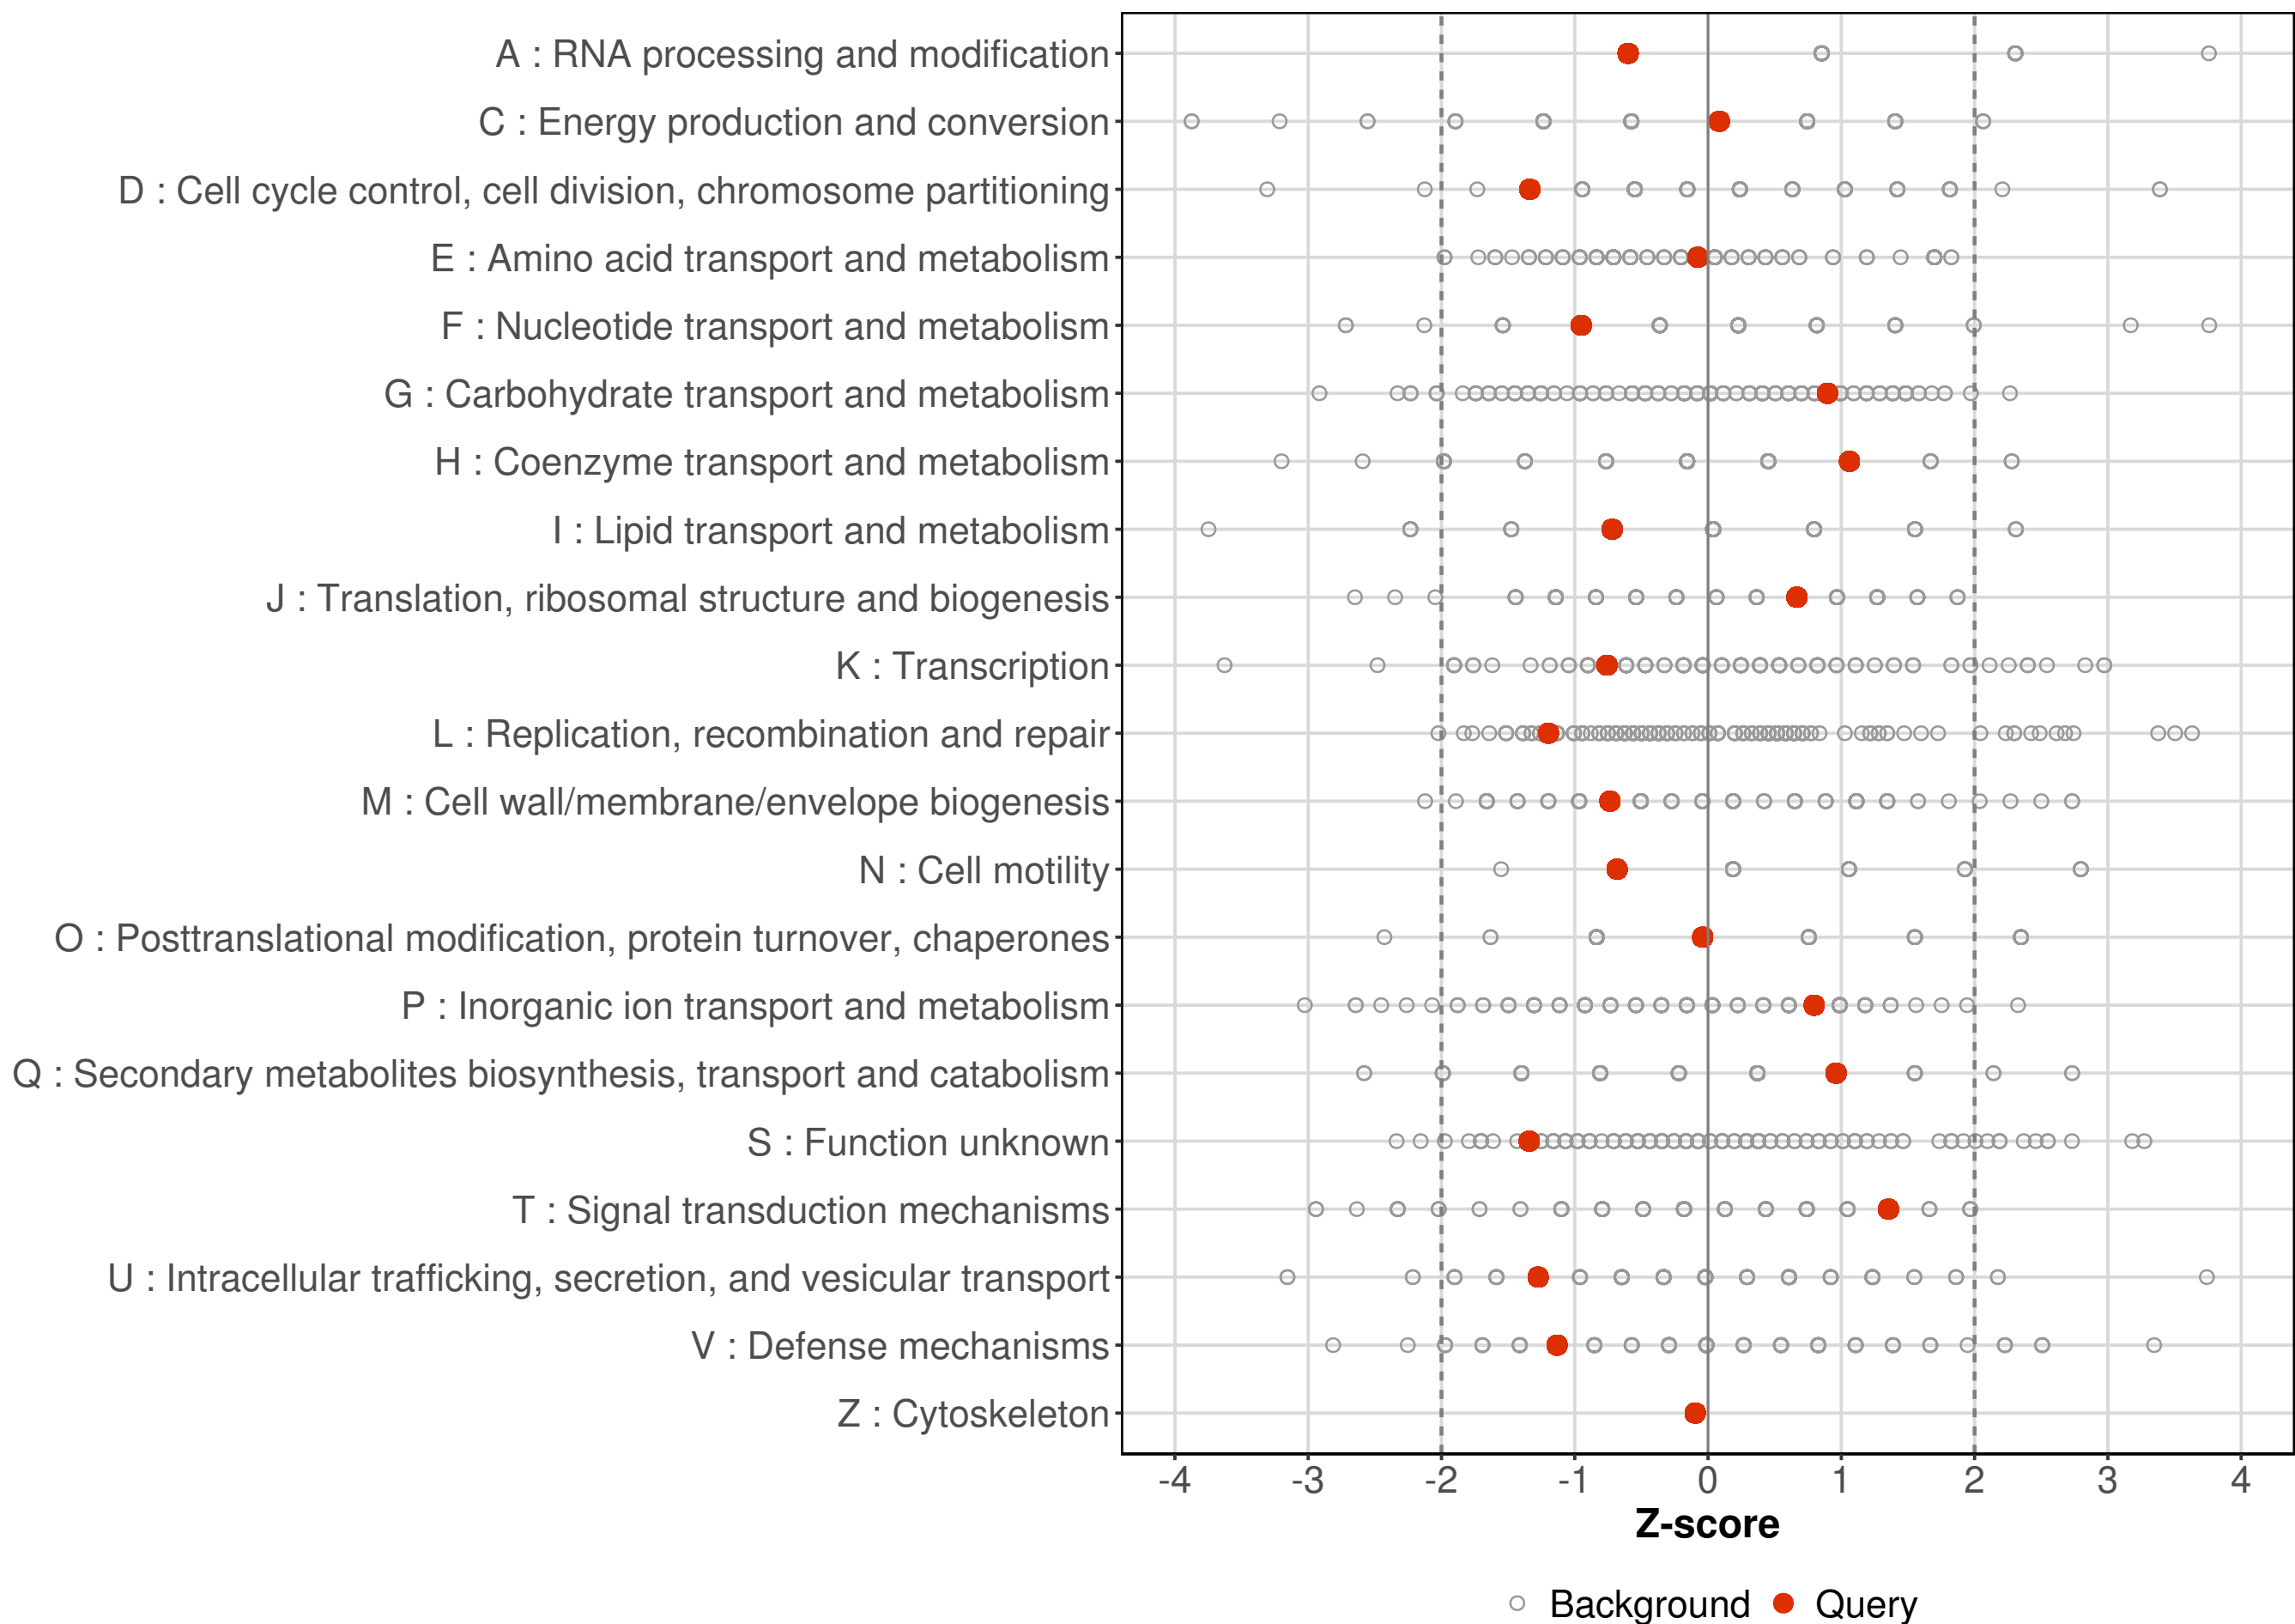 A : RNA processing and modification
C : Energy production and conversion
D : Cell cycle control, cell division, chromosome partitioning
E : Amino acid transport and metabolism
F : Nucleotide transport and metabolism
G : Carbohydrate transport and metabolism
H : Coenzyme transport and metabolism
I : Lipid transport and metabolism
J : Translation, ribosomal structure and biogenesis
K : Transcription
L : Replication, recombination and repair
M : Cell wall/membrane/envelope biogenesis
N : Cell motility
O : Posttranslational modification, protein turnover, chaperones
P : Inorganic ion transport and metabolism
Q : Secondary metabolites biosynthesis, transport and catabolism
S : Function unknown
T : Signal transduction mechanisms
U : Intracellular trafficking, secretion, and vesicular transport
V : Defense mechanisms
Z : Cytoskeleton
-4 -3 -2 -1 0 1 2 3 4
Z-score
Background Query